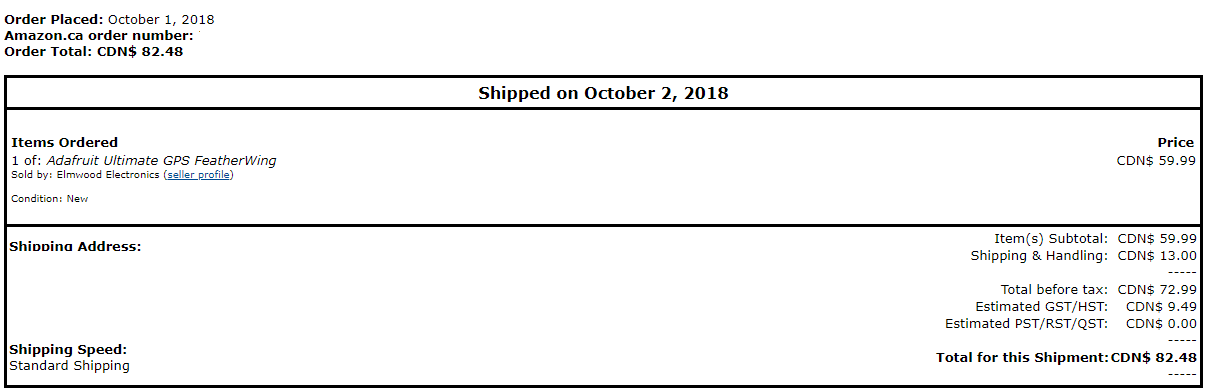 Order Placed: October 1, 2018
Amazon.ca order number:
Order Total: CDN$ 82.48
Shipped on October 2, 2018
Items Ordered Price
1 of: Adafruit Ultimate GPS FeatherWing CDN$ 59.99
Sold by: Elmwood Electronics (seller profile)
Condition: New
Shipping Address:
Item(s) Subtotal: CDN$ 59.99
Shipping & Handling: CDN$ 13.00
-----
Total before tax: CDN$ 72.99
Estimated GST/HST: CDN$ 9.49
Estimated PST/RST/QST: CDN$ 0.00
-----
Shipping Speed:
Standard Shipping
Total for this Shipment: CDN$ 82.48
-----